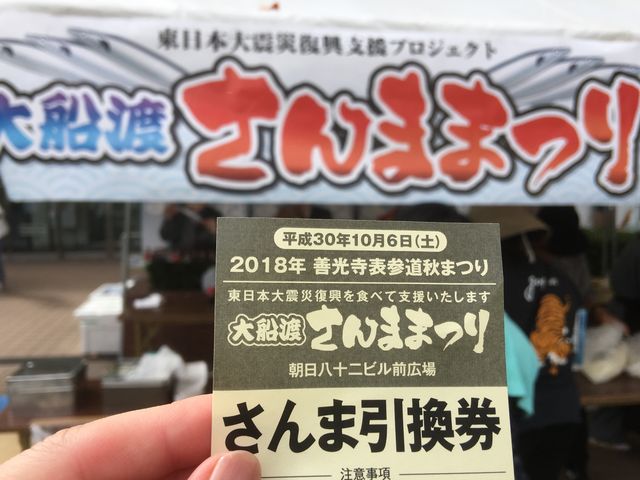 東日本大震災復興支援プロジェクト
大船渡 さんままつり
平成30年10月6日(土)
2018年 善光寺表参道秋まつり
東日本大震災復興を食べて支援いたします
大船渡 さんままつり
朝日八十二ビル前広場
さんま引換券
注意事項